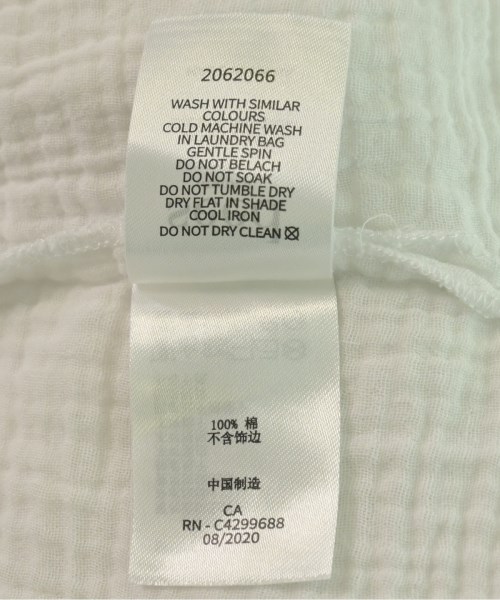 2062066
WASH WITH SIMILAR
COLOURS
COLD MACHINE WASH
IN LAUNDRY BAG
GENTLE SPIN
DO NOT BELACH
DO NOT SOAK
DO NOT TUMBLE DRY
DRY FLAT IN SHADE
COOL IRON
DO NOT DRY CLEAN
100% 棉
不含饰边
中国制造
CA
RN - C4299688
08/2020